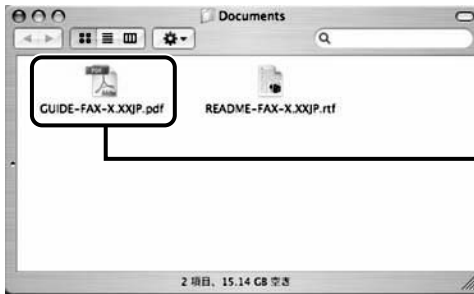 Documents
GUIDE-FAX-X.XXJP.pdf
README-FAX-X.XXJP.rtf
2 項目、15.14 GB 空き